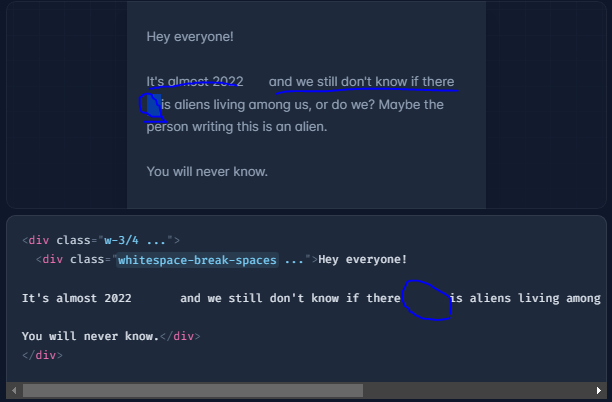 Hey everyone!
It's almost 2022       and we still don't know if there
is aliens living among us, or do we? Maybe the
person writing this is an alien.
You will never know.
<div class="w-3/4 ...">
  <div class="whitespace-break-spaces ...">Hey everyone!
It's almost 2022       and we still don't know if there       is aliens living among
You will never know.</div>
</div>